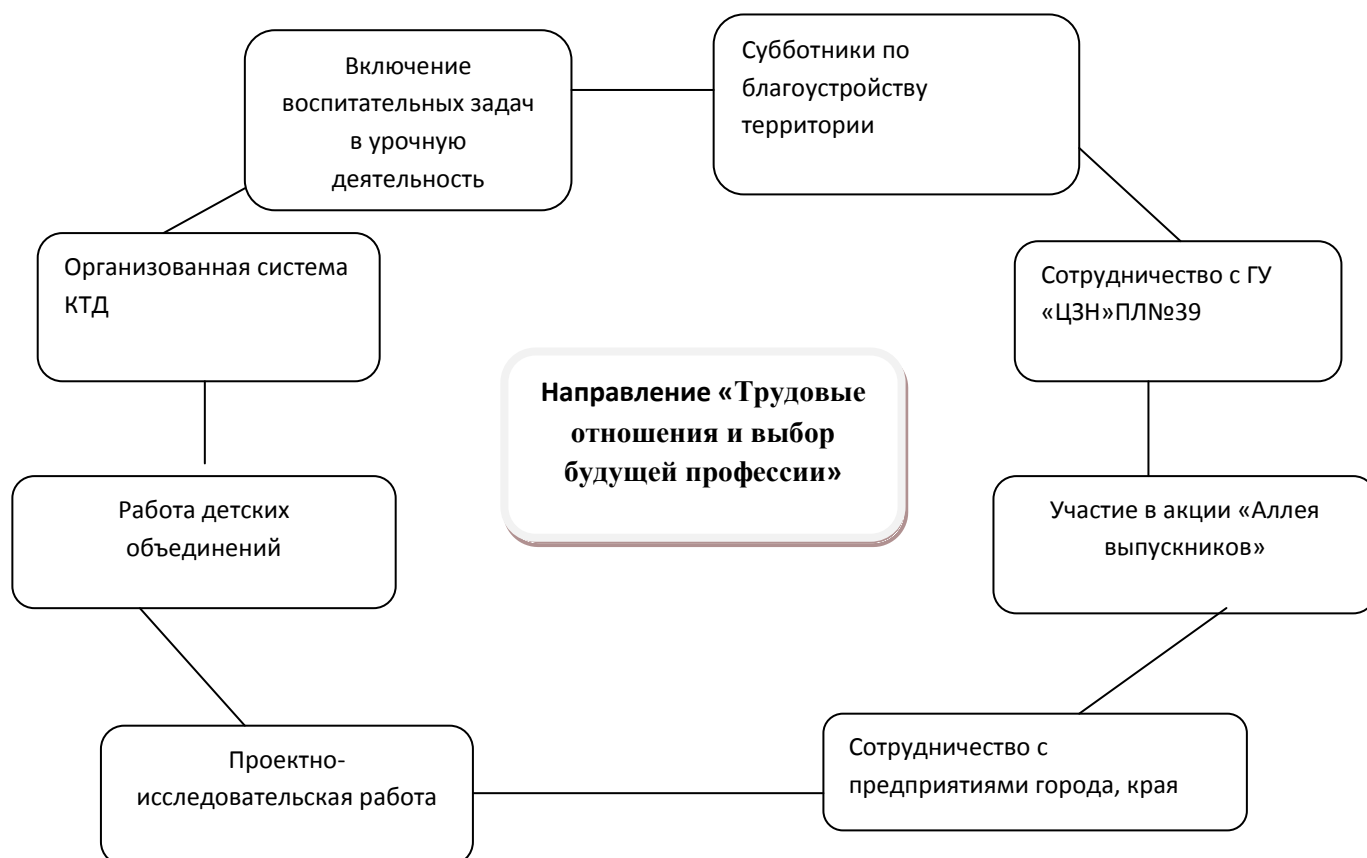 Включение
воспитательных задач
в урочную
деятельность
Субботники по
благоустройству
территории
Организованная система
КТД
Сотрудничество с ГУ
«ЦЗН»ПЛ№39
Направление «Трудовые
отношения и выбор
будущей профессии»
Работа детских
объединений
Участие в акции «Аллея
выпускников»
Проектно-
исследовательская работа
Сотрудничество с
предприятиями города, края